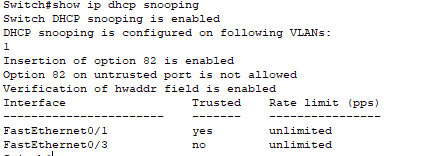 Switch#show ip dhcp snooping
Switch DHCP snooping is enabled
DHCP snooping is configured on following VLANs:
1
Insertion of option 82 is enabled
Option 82 on untrusted port is not allowed
Verification of hwaddr field is enabled
Interface Trusted Rate limit (pps)
----------------------- ------- ----------------
FastEthernet0/1 yes unlimited
FastEthernet0/3 no unlimited